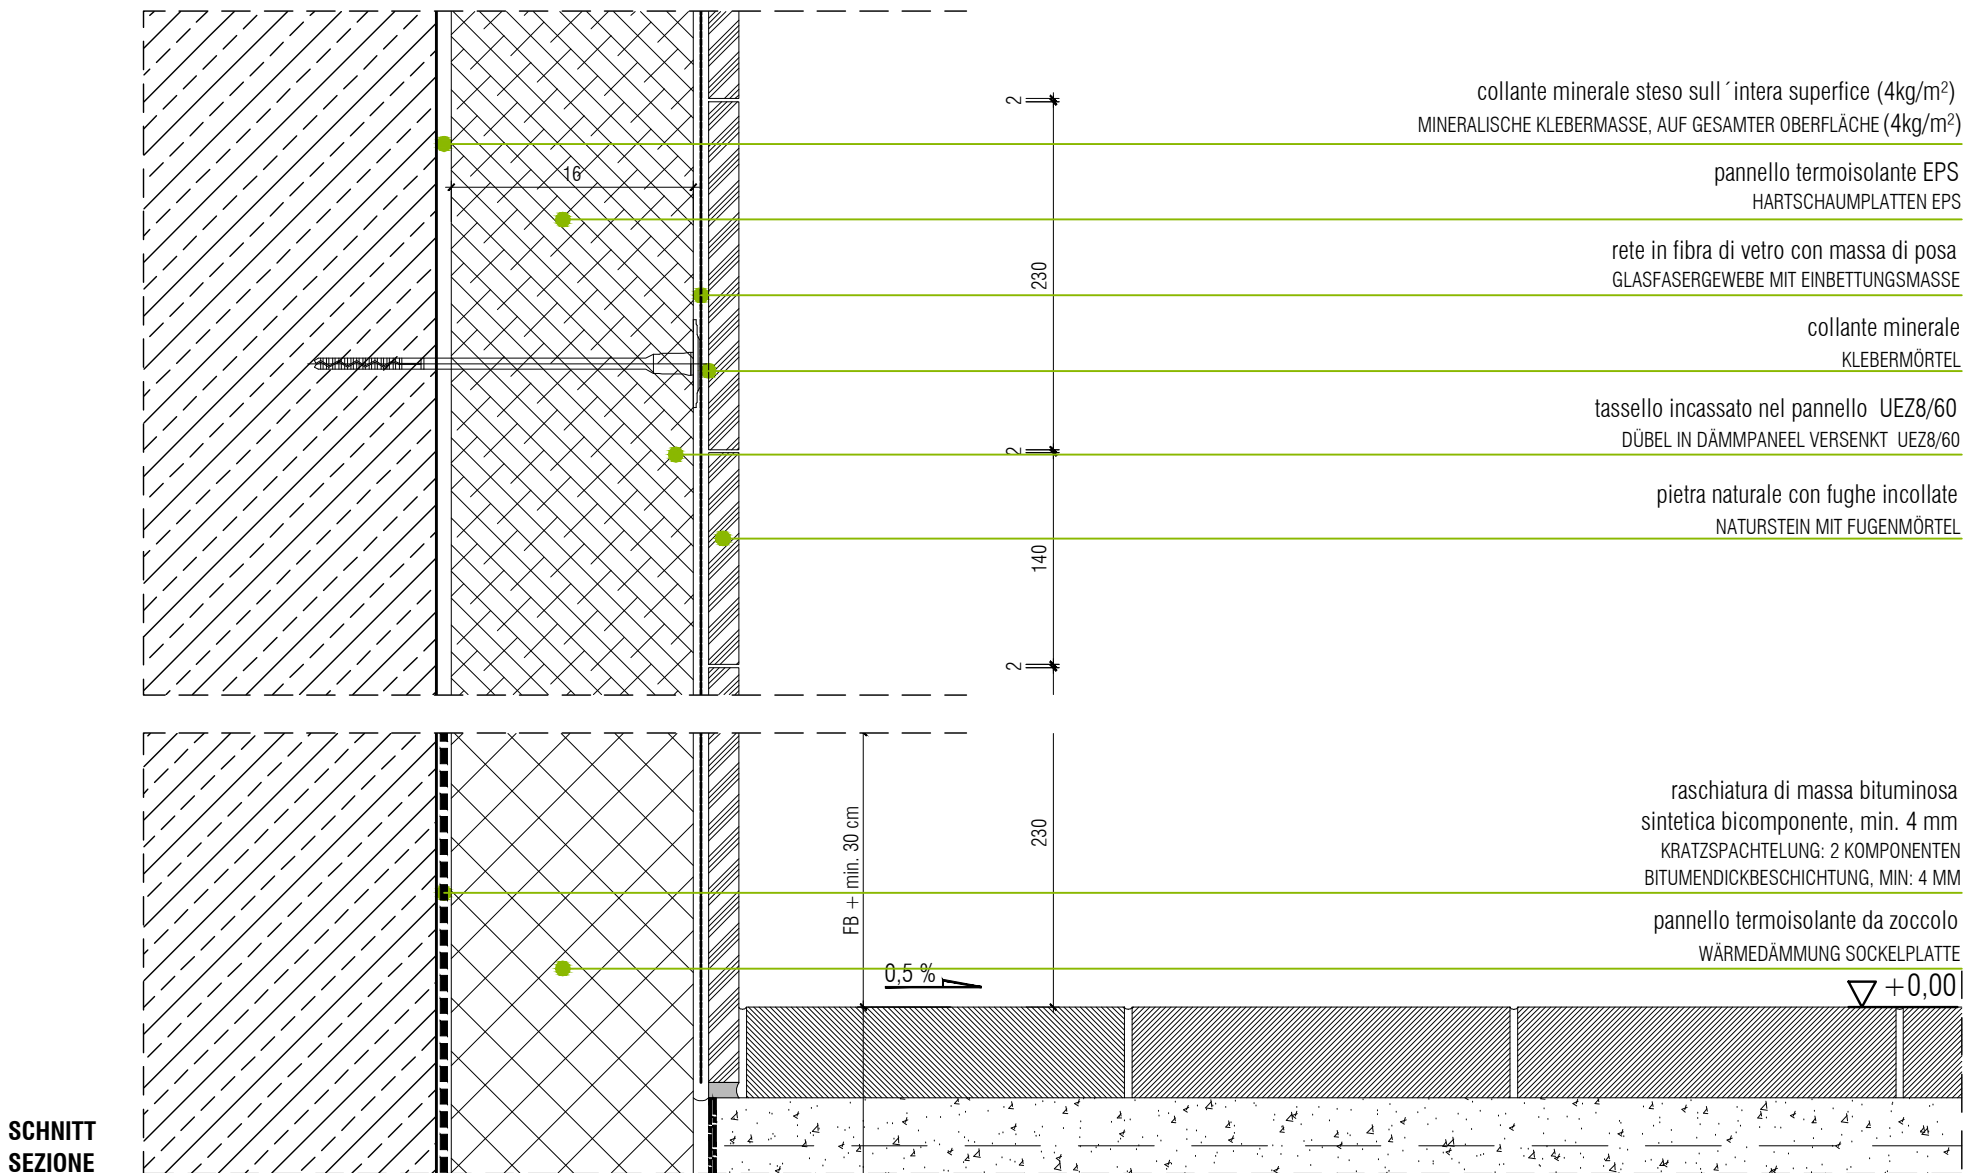 2
collante minerale steso sull´intera superfice (4kg/m²)
MINERALISCHE KLEBERMASSE, AUF GESAMTER OBERFLÄCHE (4kg/m²)
16
pannello termoisolante EPS
HARTSCHAUMPLATTEN EPS
230
rete in fibra di vetro con massa di posa
GLASFASERGEWEBE MIT EINBETTUNGSMASSE
collante minerale
KLEBERMÖRTEL
tassello incassato nel pannello UEZ8/60
DÜBEL IN DÄMMPANEEL VERSENKT UEZ8/60
2
pietra naturale con fughe incollate
NATURSTEIN MIT FUGENMÖRTEL
140
2
raschiatura di massa bituminosa
sintetica bicomponente, min. 4 mm
KRATZSPACHTELUNG: 2 KOMPONENTEN
BITUMENDICKBESCHICHTUNG, MIN: 4 MM
FB + min. 30 cm
230
pannello termoisolante da zoccolo
WÄRMEDÄMMUNG SOCKELPLATTE
0,5 %
+0,00
SCHNITT
SEZIONE